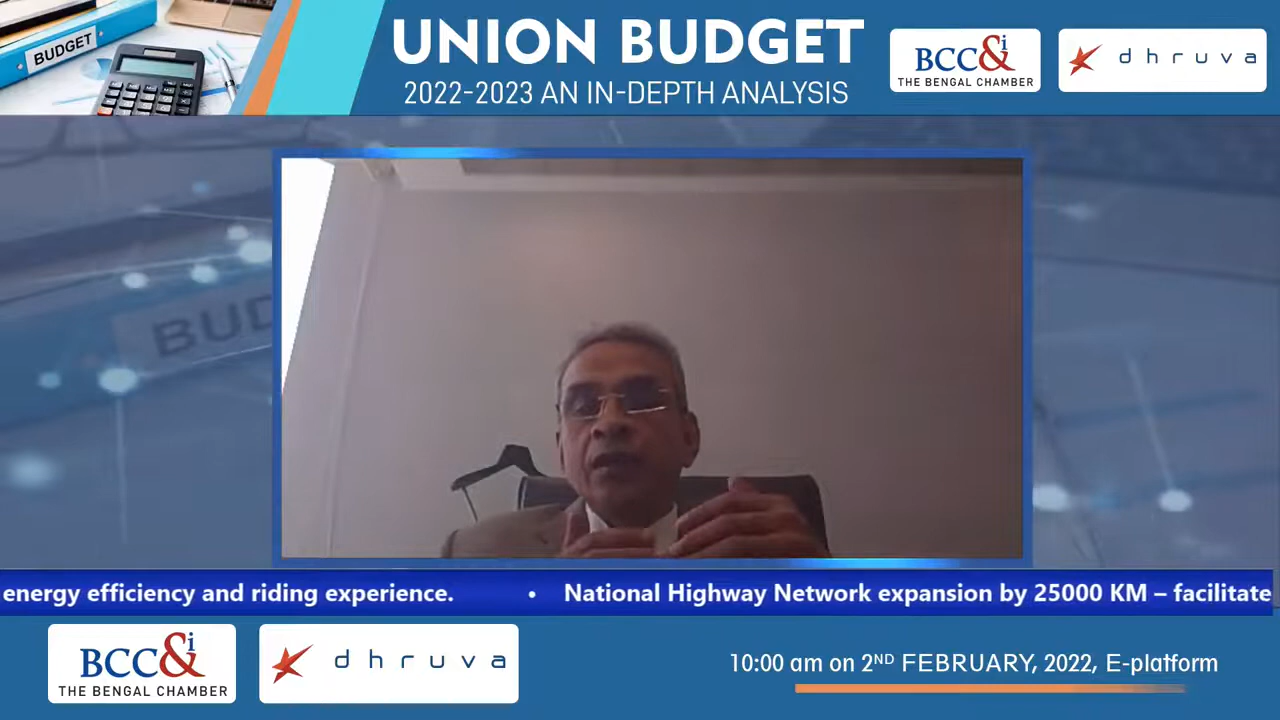 BUDGET
UNION BUDGET
2022-2023 AN IN-DEPTH ANALYSIS
BCC&i
THE BENGAL CHAMBER
dhruva
BUD
energy efficiency and riding experience. • National Highway Network expansion by 25000 KM – facilitate
BCC&i
THE BENGAL CHAMBER
dhruva
10:00 am on 2ND FEBRUARY, 2022, E-platform